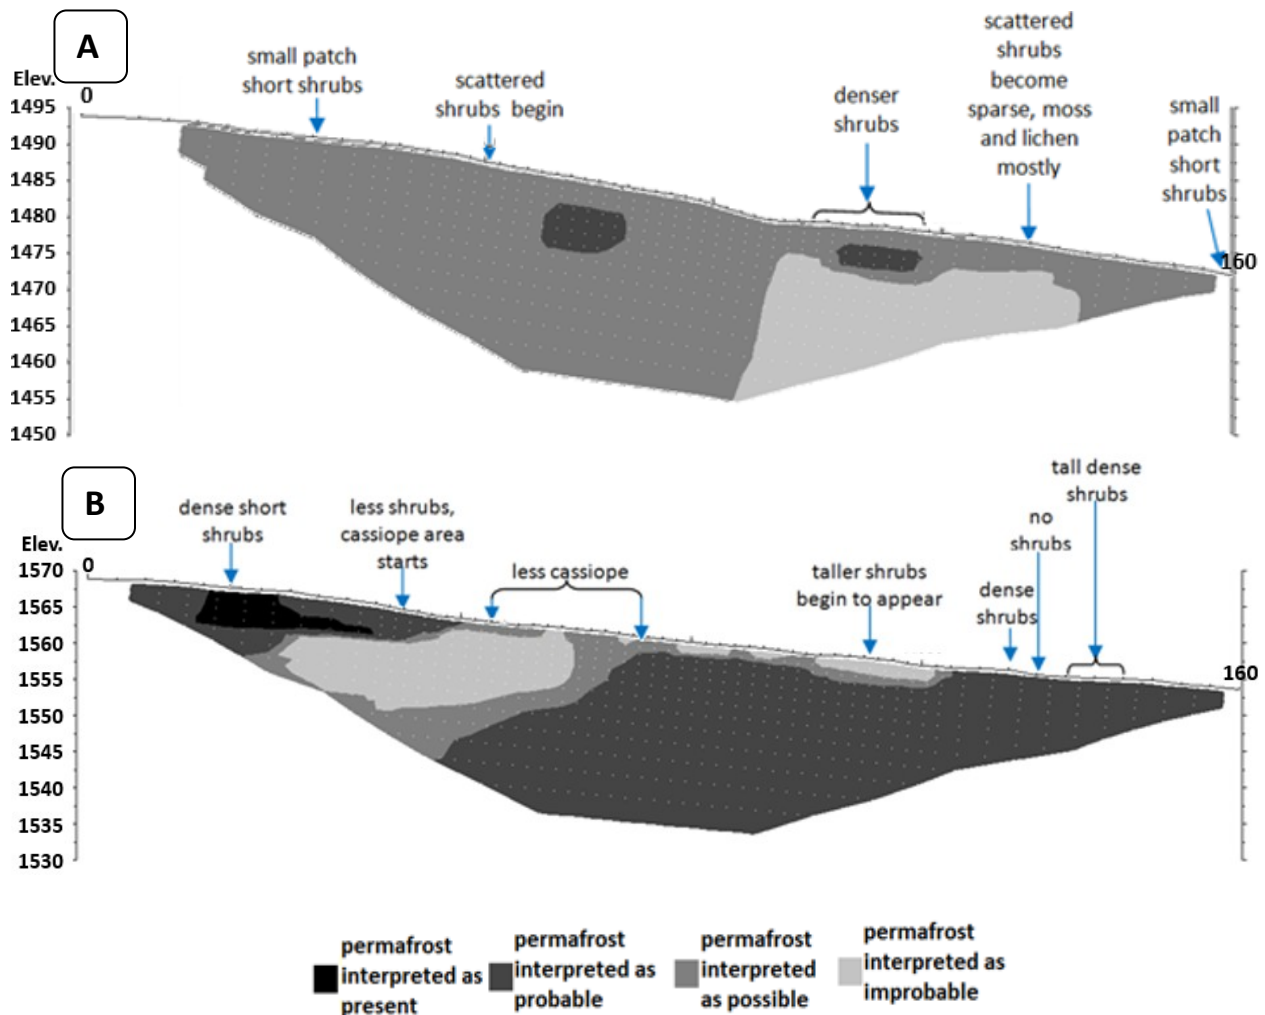 A
Elev.
0
1495
1490
1485
1480
1475
1470
1465
1460
1455
1450
small patch
short shrubs
scattered
shrubs begin
denser
shrubs
scattered
shrubs
become
sparse, moss
and lichen
mostly
small
patch
short
shrubs
160
B
Elev.
0
1570
1565
1560
1555
1550
1545
1540
1535
1530
dense short
shrubs
less shrubs,
cassiope area
starts
less cassiope
taller shrubs
begin to appear
dense
shrubs
no
shrubs
tall dense
shrubs
160
permafrost
interpreted as
present
permafrost
interpreted as
probable
permafrost
interpreted
as possible
permafrost
interpreted as
improbable